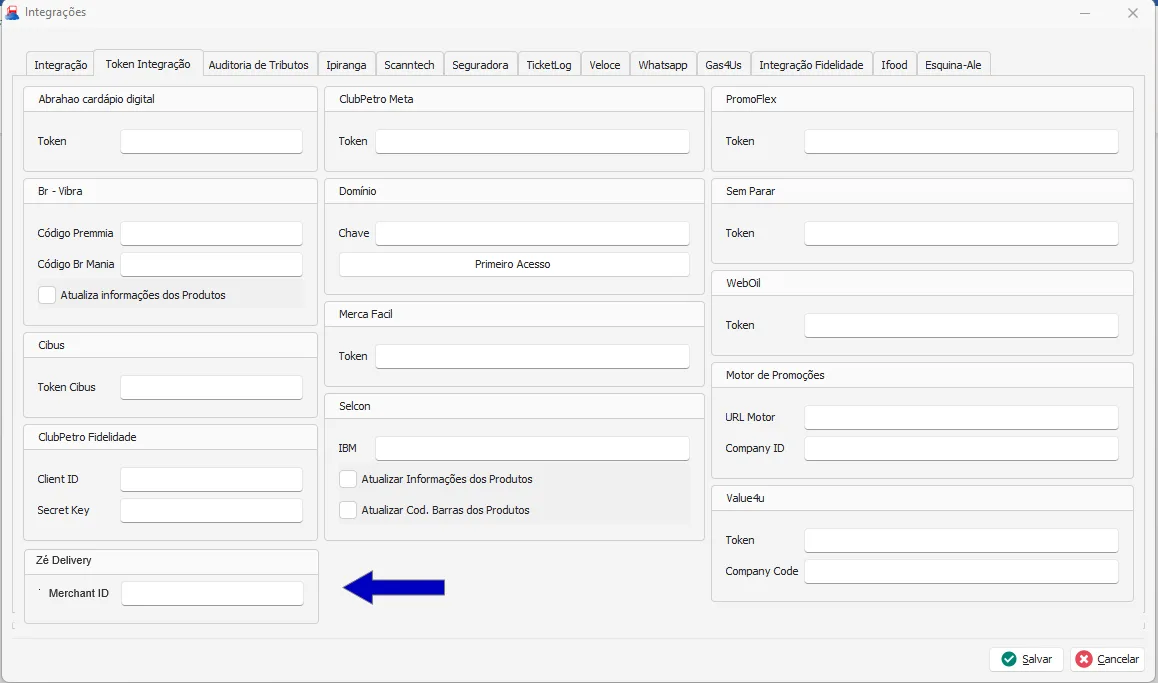 Integrações
Integração Token Integração Auditoria de Tributos Ipiranga Scanntech Seguradora TicketLog Veloce Whatsapp Gas4Us Integração Fidelidade Ifood Esquina-Ale
Abrahao cardápio digital
Token
Br - Vibra
Código Premmia
Código Br Mania
Atualiza informações dos Produtos
Cibus
Token Cibus
ClubPetro Fidelidade
Client ID
Secret Key
Zé Delivery
Merchant ID
ClubPetro Meta
Token
Domínio
Chave
Primeiro Acesso
Merca Facil
Token
Selcon
IBM
Atualizar Informações dos Produtos
Atualizar Cod. Barras dos Produtos
PromoFlex
Token
Sem Parar
Token
WebOil
Token
Motor de Promoções
URL Motor
Company ID
Value4u
Token
Company Code
Salvar Cancelar